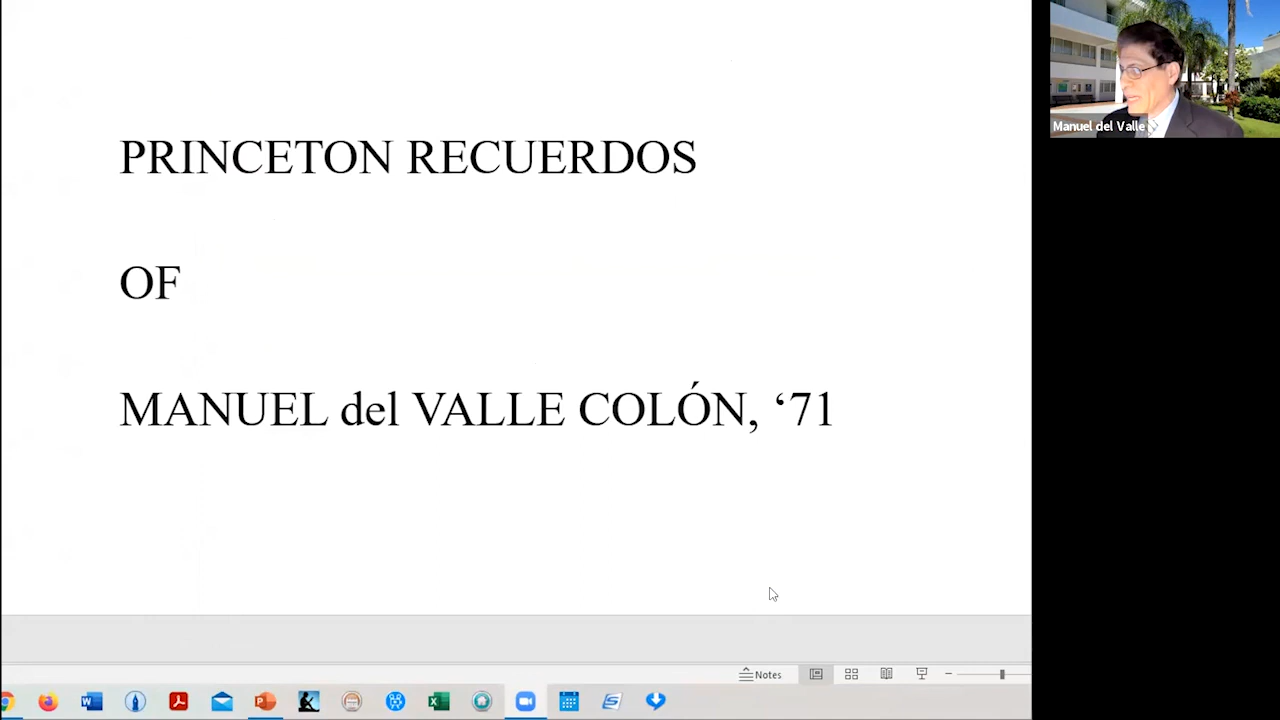 PRINCETON RECUERDOS
OF
MANUEL del VALLE COLÓN, ‘71
Manuel del Valle
Notes